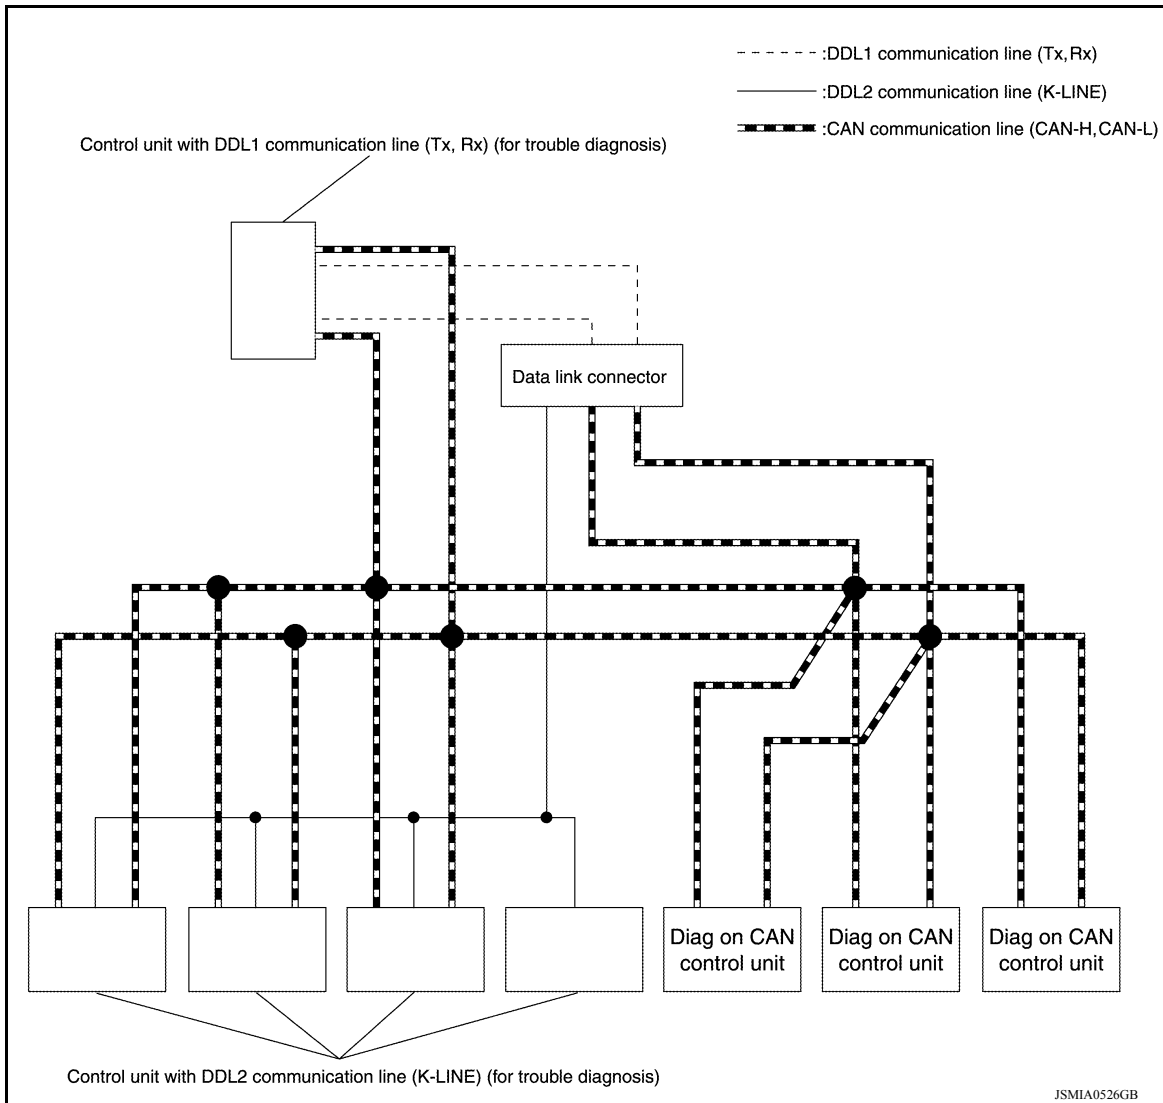 :DDL1 communication line (Tx,Rx)
:DDL2 communication line (K-LINE)
:CAN communication line (CAN-H,CAN-L)
Control unit with DDL1 communication line (Tx, Rx) (for trouble diagnosis)
Data link connector
Diag on CAN
control unit
Diag on CAN
control unit
Diag on CAN
control unit
Control unit with DDL2 communication line (K-LINE) (for trouble diagnosis)
JSMIA0526GB